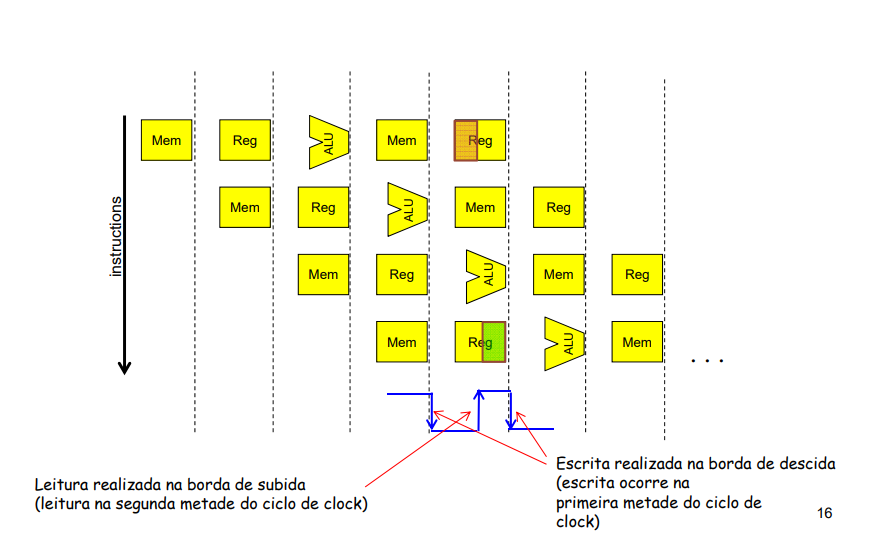 Mem Reg ALU Mem Reg
Mem Reg ALU Mem Reg
Mem Reg ALU Mem Reg
Mem Reg ALU Mem
. . .
instructions
Leitura realizada na borda de subida
(leitura na segunda metade do ciclo de clock)
Escrita realizada na borda de descida
(escrita ocorre na
primeira metade do ciclo de
clock)
16